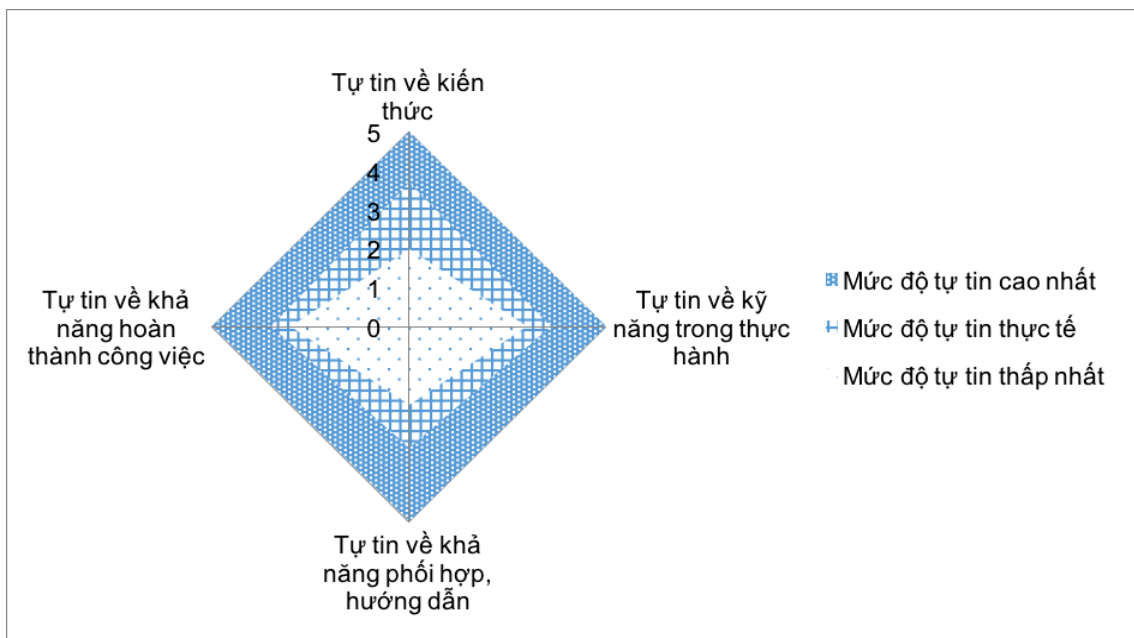 Tự tin về kiến
thức
5
4
3
2
1
0
Tự tin về khả
năng hoàn
thành công việc
Tự tin về kỹ
năng trong thực
hành
Tự tin về khả
năng phối hợp,
hướng dẫn
Mức độ tự tin cao nhất
Mức độ tự tin thực tế
Mức độ tự tin thấp nhất